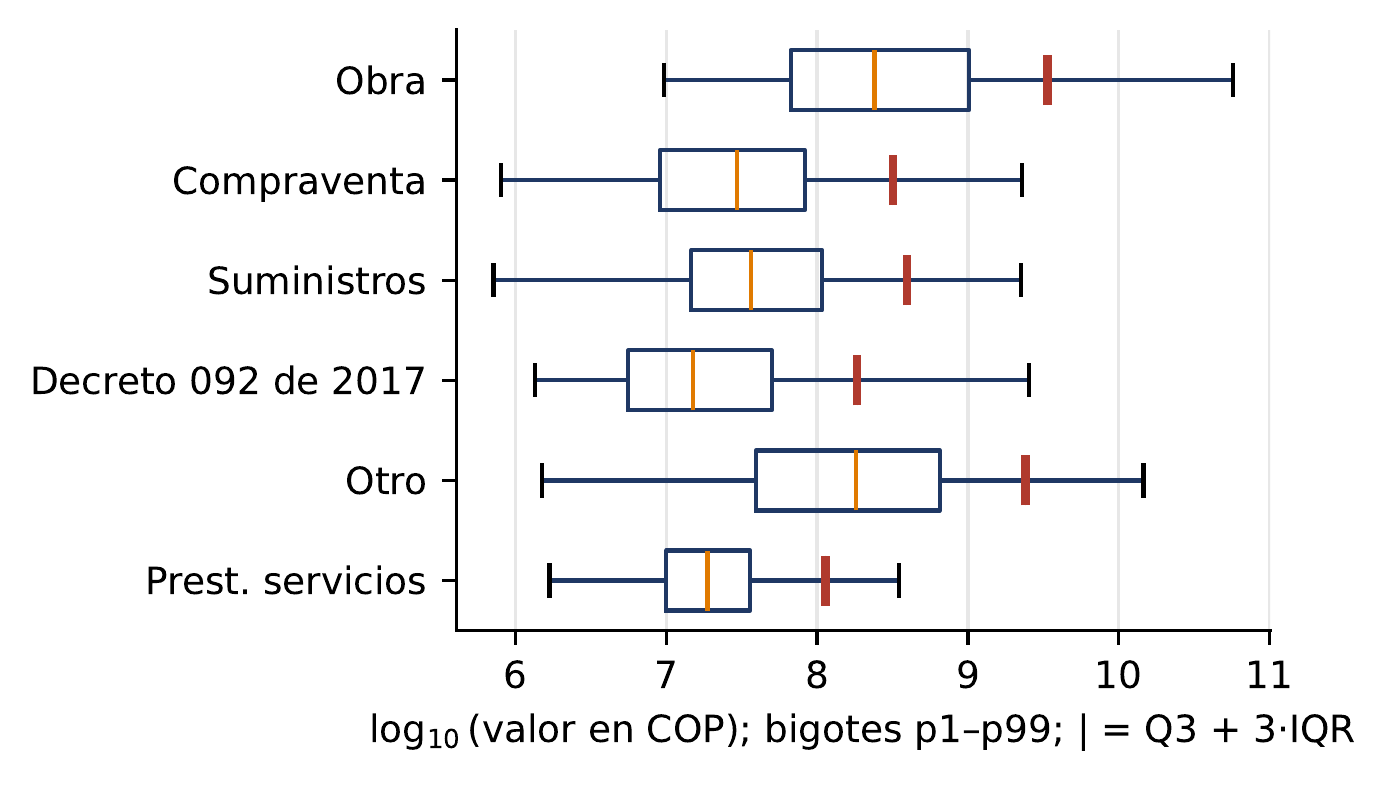 Obra
Compraventa
Suministros
Decreto 092 de 2017
Otro
Prest. servicios
6 7 8 9 10 11
log₁₀ (valor en COP); bigotes p1–p99; | = Q3 + 3·IQR